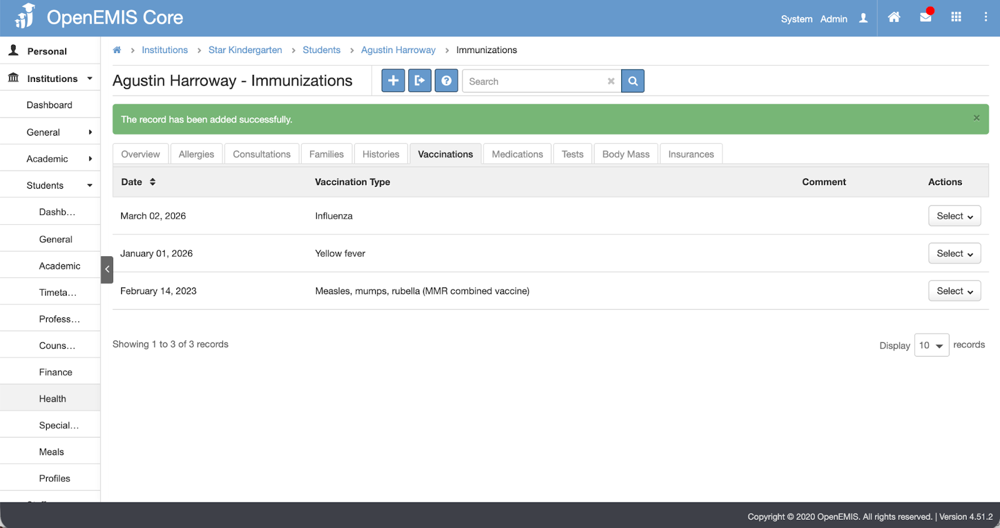 OpenEMIS Core
System Admin
Personal
Institutions
Dashboard
General
Academic
Students
Dashb...
General
Academic
Timeta...
Profess...
Couns...
Finance
Health
Special...
Meals
Profiles
Institutions
Star Kindergarten
Students
Agustin Harroway
Immunizations
Agustin Harroway - Immunizations
Search
The record has been added successfully.
Overview Allergies Consultations Families Histories Vaccinations Medications Tests Body Mass Insurances
Date Vaccination Type Comment Actions
March 02, 2026 Influenza Select
January 01, 2026 Yellow fever Select
February 14, 2023 Measles, mumps, rubella (MMR combined vaccine) Select
Showing 1 to 3 of 3 records
Display 10 records
Copyright © 2020 OpenEMIS. All rights reserved. | Version 4.51.2